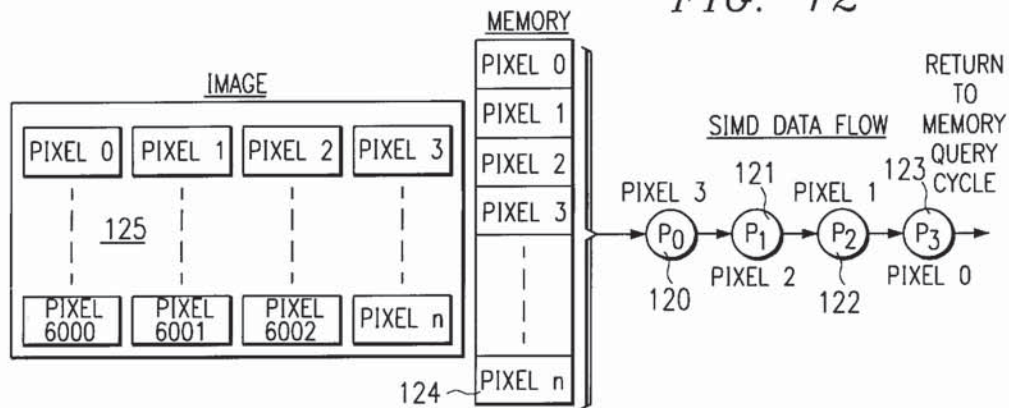 FIG. 12
MEMORY
IMAGE
PIXEL 0
PIXEL 1
PIXEL 2
PIXEL 3
125
PIXEL 6000
PIXEL 6001
PIXEL 6002
PIXEL n
PIXEL 0
PIXEL 1
PIXEL 2
PIXEL 3
PIXEL n
124
SIMD DATA FLOW
RETURN
TO
MEMORY
QUERY
CYCLE
PIXEL 3
121
PIXEL 1
123
P0
P1
P2
P3
120
PIXEL 2
122
PIXEL 0